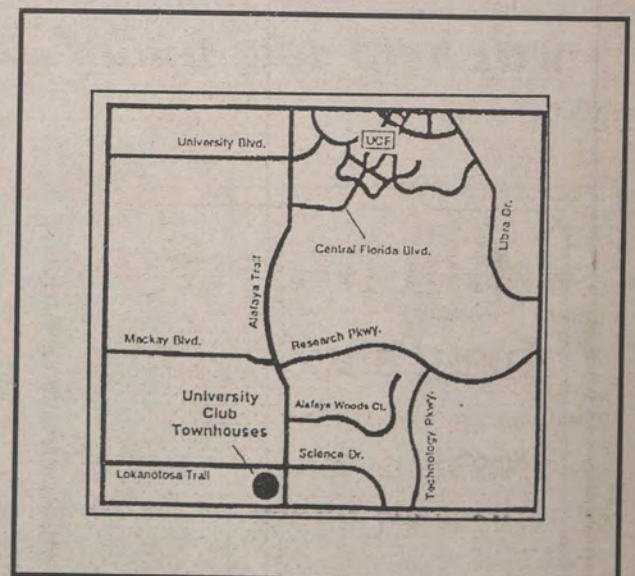 University Blvd.
UCF
Central Florida Blvd.
Libra Dr.
Alafaya Trail
Mackay Blvd.
Research Pkwy.
University
Club
Townhouses
Alafaya Woods Ct.
Technology Pkwy.
Science Dr.
Lokanotosa Trail